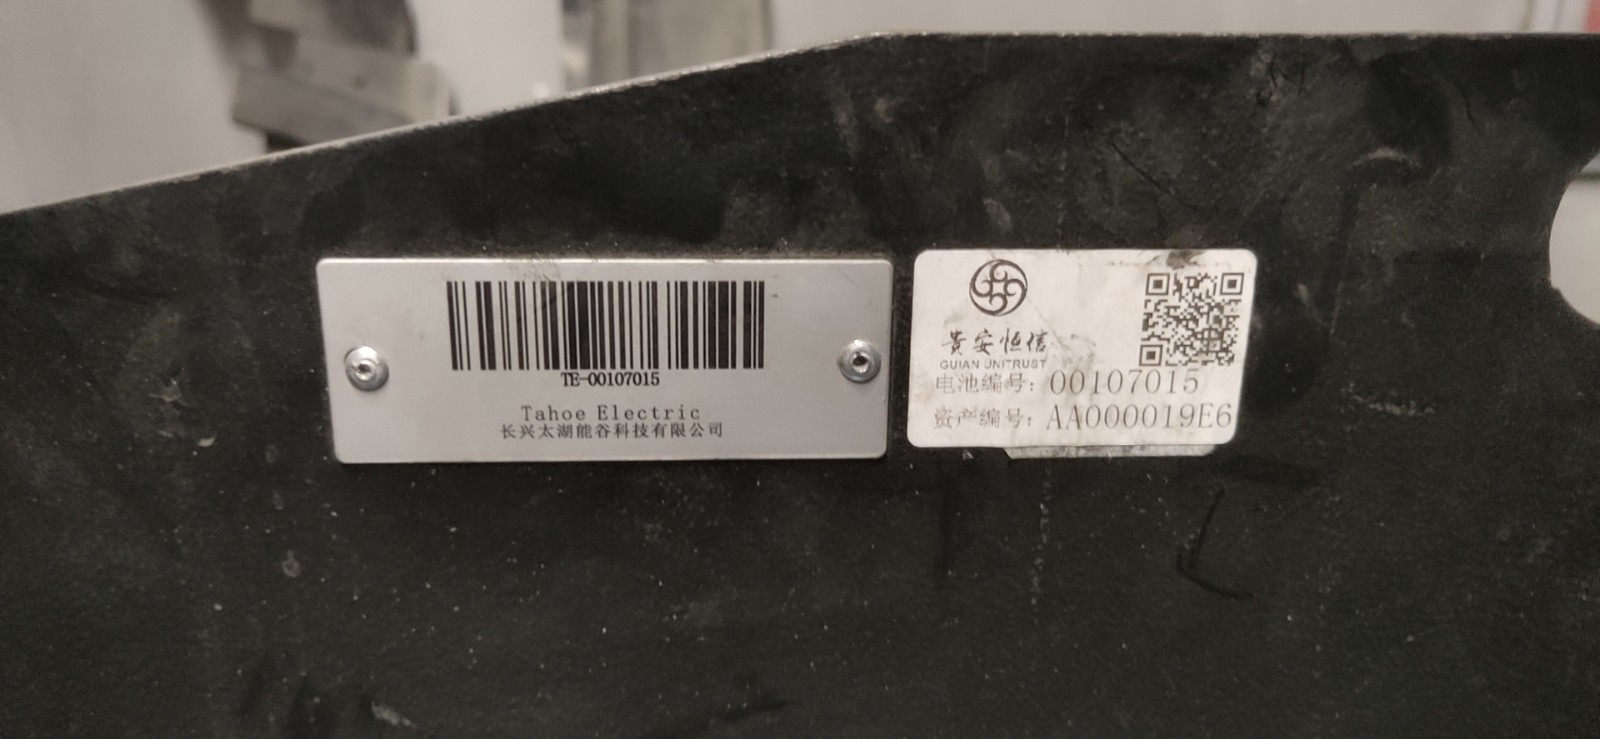 TE-00107015
Tahoe Electric
长兴太湖能谷科技有限公司
贵安恒信
GUIAN UNITRUST
电池编号: 00107015
资产编号: AA000019E6